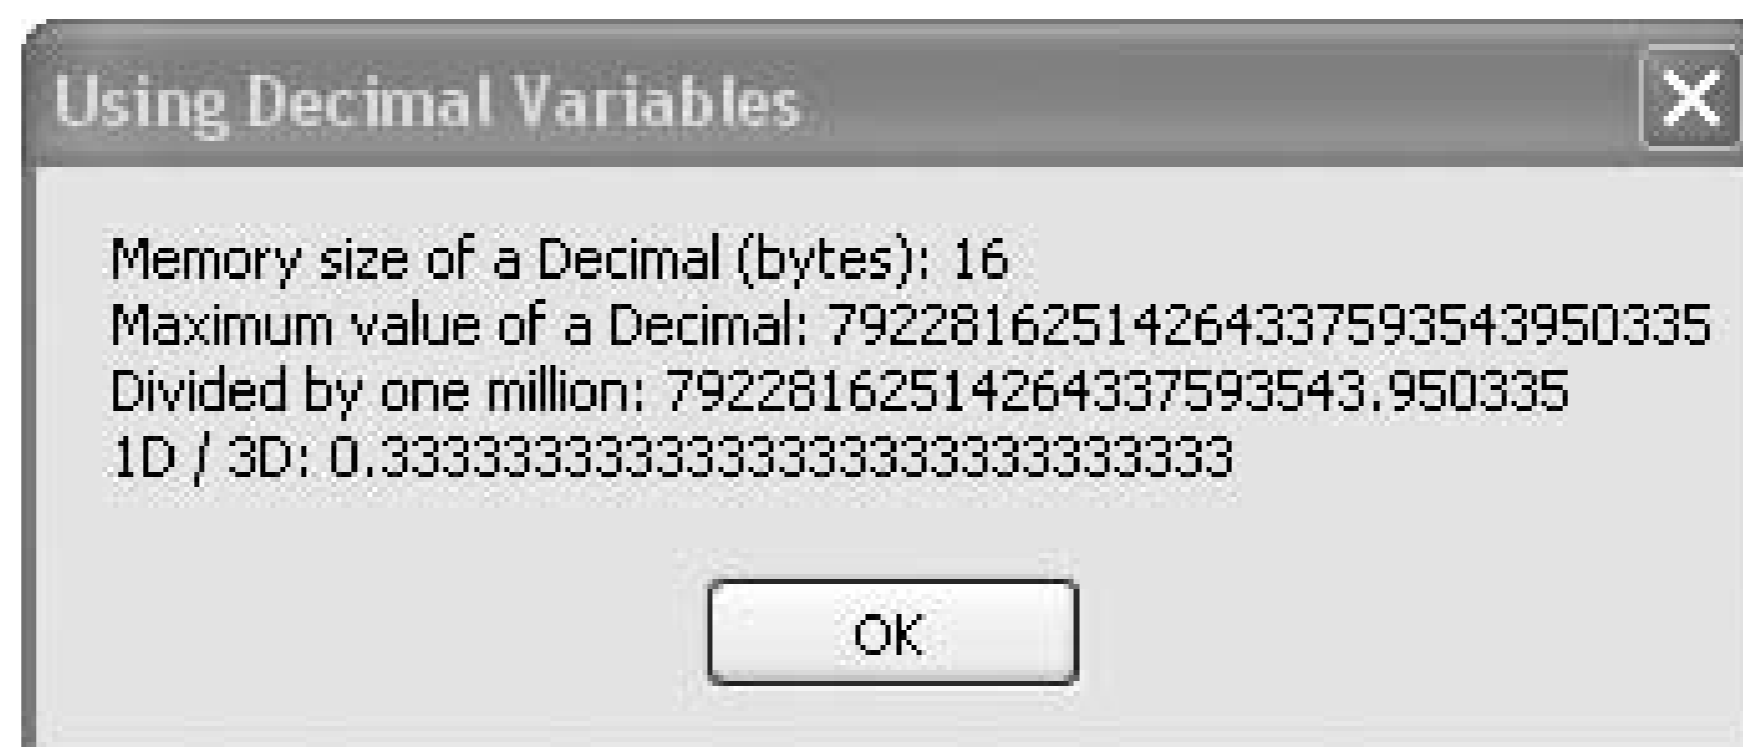 Using Decimal Variables
Memory size of a Decimal (bytes): 16
Maximum value of a Decimal: 79228162514264337593543950335
Divided by one million: 79228162514264337593543.950335
1D / 3D: 0.3333333333333333333333333333
OK